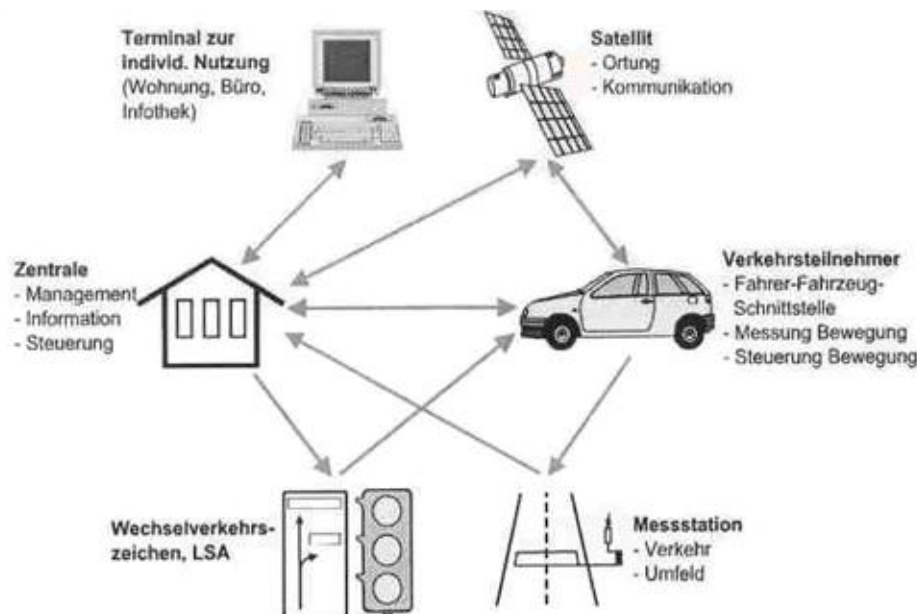 Terminal zur
individ. Nutzung
(Wohnung, Büro,
Infothek)
Satellit
- Ortung
- Kommunikation
Zentrale
- Management
- Information
- Steuerung
Verkehrsteilnehmer
- Fahrer-Fahrzeug-
Schnittstelle
- Messung Bewegung
- Steuerung Bewegung
Wechselverkehrs-
zeichen, LSA
Messstation
- Verkehr
- Umfeld